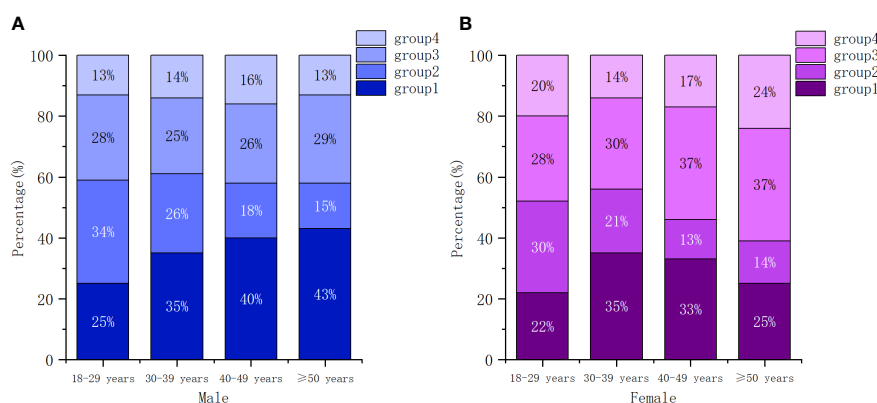 A
group4
group3
group2
group1
Percentage(%)
100
80
60
40
20
0
13%
28%
34%
25%
14%
25%
26%
35%
16%
26%
18%
40%
13%
29%
15%
43%
18-29 years
30-39 years
40-49 years
≥50 years
Male
B
group4
group3
group2
group1
Percentage(%)
100
80
60
40
20
0
20%
28%
30%
22%
14%
30%
21%
35%
17%
37%
13%
33%
24%
37%
14%
25%
18-29 years
30-39 years
40-49 years
≥50 years
Female